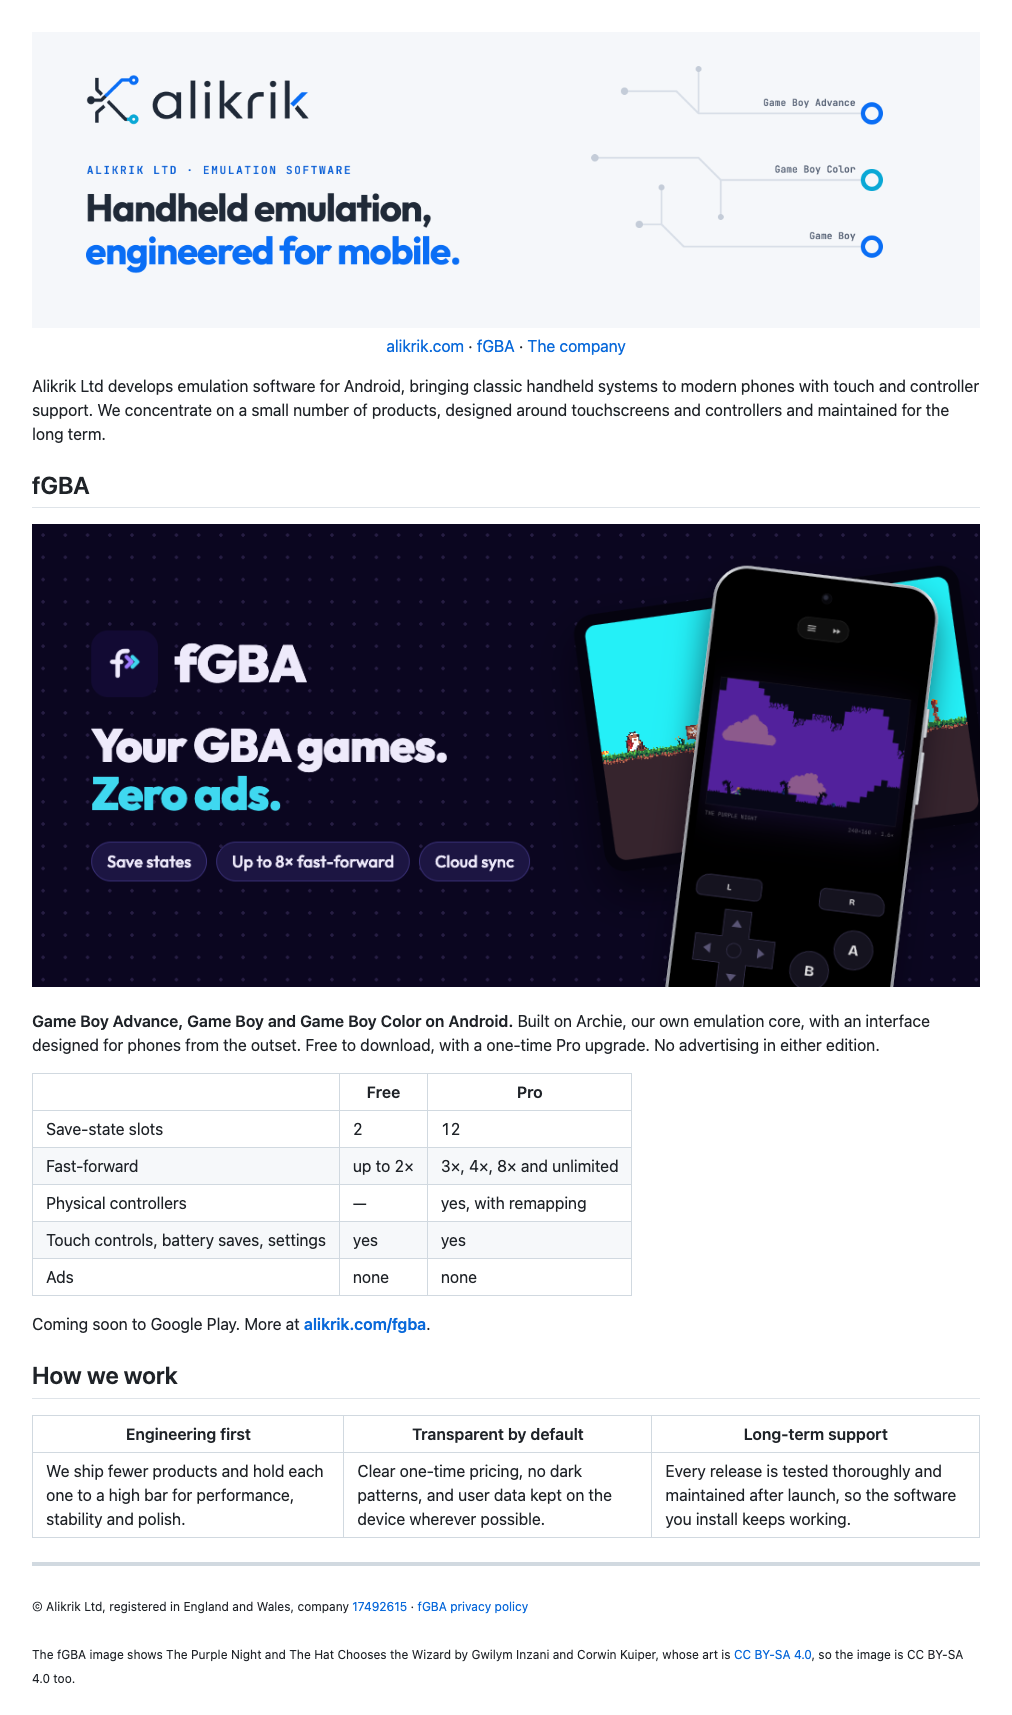 alikrik
ALIKRIK LTD · EMULATION SOFTWARE
Handheld emulation,
engineered for mobile.
Game Boy Advance
Game Boy Color
Game Boy
alikrik.com · fGBA · The company
Alikrik Ltd develops emulation software for Android, bringing classic handheld systems to modern phones with touch and controller
support. We concentrate on a small number of products, designed around touchscreens and controllers and maintained for the
long term.
fGBA
f
fGBA
Your GBA games.
Zero ads.
Save states
Up to 8× fast-forward
Cloud sync
THE PURPLE NIGHT
240×160 · 1.0×
L
R
A
B
Game Boy Advance, Game Boy and Game Boy Color on Android. Built on Archie, our own emulation core, with an interface
designed for phones from the outset. Free to download, with a one-time Pro upgrade. No advertising in either edition.
Free Pro
Save-state slots 2 12
Fast-forward up to 2× 3×, 4×, 8× and unlimited
Physical controllers — yes, with remapping
Touch controls, battery saves, settings yes yes
Ads none none
Coming soon to Google Play. More at alikrik.com/fgba.
How we work
Engineering first
We ship fewer products and hold each
one to a high bar for performance,
stability and polish.
Transparent by default
Clear one-time pricing, no dark
patterns, and user data kept on the
device wherever possible.
Long-term support
Every release is tested thoroughly and
maintained after launch, so the software
you install keeps working.
© Alikrik Ltd, registered in England and Wales, company 17492615 · fGBA privacy policy
The fGBA image shows The Purple Night and The Hat Chooses the Wizard by Gwilym Inzani and Corwin Kuiper, whose art is CC BY-SA 4.0, so the image is CC BY-SA
4.0 too.